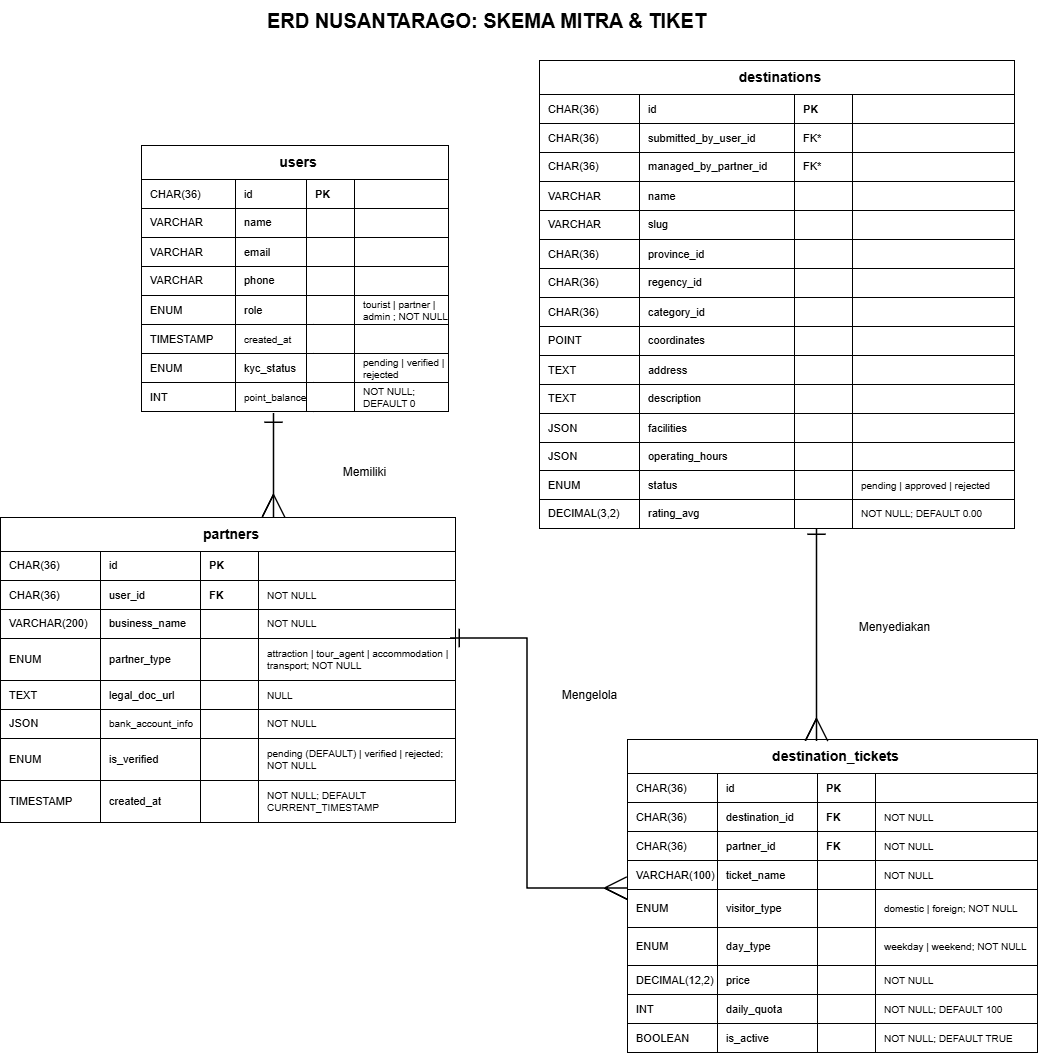 ERD NUSANTARAGO: SKEMA MITRA & TIKET
destinations
CHAR(36) id PK
CHAR(36) submitted_by_user_id FK*
CHAR(36) managed_by_partner_id FK*
VARCHAR name
VARCHAR slug
CHAR(36) province_id
CHAR(36) regency_id
CHAR(36) category_id
POINT coordinates
TEXT address
TEXT description
JSON facilities
JSON operating_hours
ENUM status pending | approved | rejected
DECIMAL(3,2) rating_avg NOT NULL; DEFAULT 0.00
users
CHAR(36) id PK
VARCHAR name
VARCHAR email
VARCHAR phone
ENUM role tourist | partner |
admin ; NOT NULL
TIMESTAMP created_at
ENUM kyc_status pending | verified |
rejected
INT point_balance NOT NULL;
DEFAULT 0
Memiliki
partners
CHAR(36) id PK
CHAR(36) user_id FK NOT NULL
VARCHAR(200) business_name NOT NULL
ENUM partner_type attraction | tour_agent | accommodation |
transport; NOT NULL
TEXT legal_doc_url NULL
JSON bank_account_info NOT NULL
ENUM is_verified pending (DEFAULT) | verified | rejected;
NOT NULL
TIMESTAMP created_at NOT NULL; DEFAULT
CURRENT_TIMESTAMP
Menyediakan
Mengelola
destination_tickets
CHAR(36) id PK
CHAR(36) destination_id FK NOT NULL
CHAR(36) partner_id FK NOT NULL
VARCHAR(100) ticket_name NOT NULL
ENUM visitor_type domestic | foreign; NOT NULL
ENUM day_type weekday | weekend; NOT NULL
DECIMAL(12,2) price NOT NULL
INT daily_quota NOT NULL; DEFAULT 100
BOOLEAN is_active NOT NULL; DEFAULT TRUE